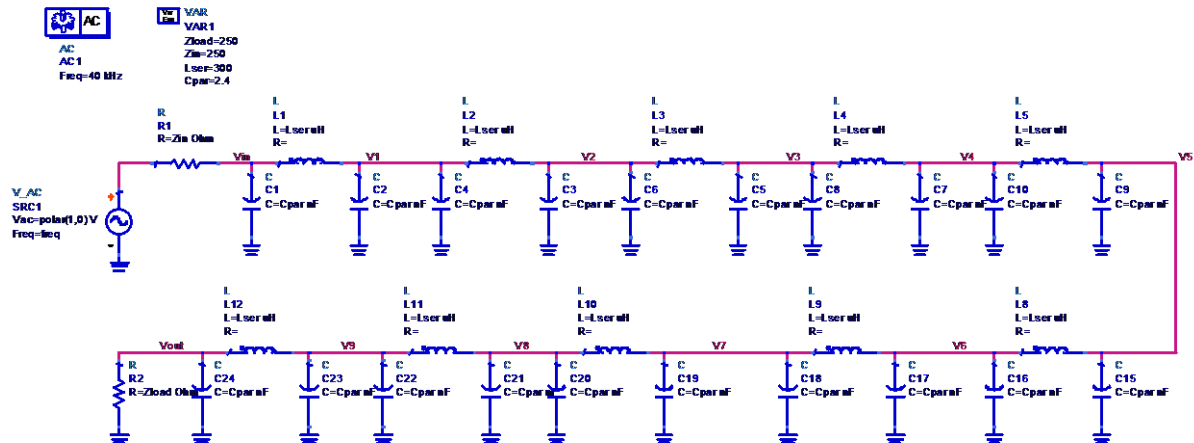 AC
AC
AC1
Freq=40 kHz
Var
Eqn
VAR
VAR1
Zload=250
Zin=250
Lser=300
Cpar=2.4
R
R1
R=Zin Ohm
L
L1
L=Lser uH
R=
L
L2
L=Lser uH
R=
L
L3
L=Lser uH
R=
L
L4
L=Lser uH
R=
L
L5
L=Lser uH
R=
Vin
V1
V2
V3
V4
V5
C
C1
C=Cpar nF
C
C2
C=Cpar nF
C
C4
C=Cpar nF
C
C3
C=Cpar nF
C
C6
C=Cpar nF
C
C5
C=Cpar nF
C
C8
C=Cpar nF
C
C7
C=Cpar nF
C
C10
C=Cpar nF
C
C9
C=Cpar nF
V_AC
SRC1
Vac=polar(1,0) V
Freq=freq
L
L12
L=Lser uH
R=
L
L11
L=Lser uH
R=
L
L10
L=Lser uH
R=
L
L9
L=Lser uH
R=
L
L8
L=Lser uH
R=
Vout
V9
V8
V7
V6
R
R2
R=Zload Ohm
C
C24
C=Cpar nF
C
C23
C=Cpar nF
C
C22
C=Cpar nF
C
C21
C=Cpar nF
C
C20
C=Cpar nF
C
C19
C=Cpar nF
C
C18
C=Cpar nF
C
C17
C=Cpar nF
C
C16
C=Cpar nF
C
C15
C=Cpar nF